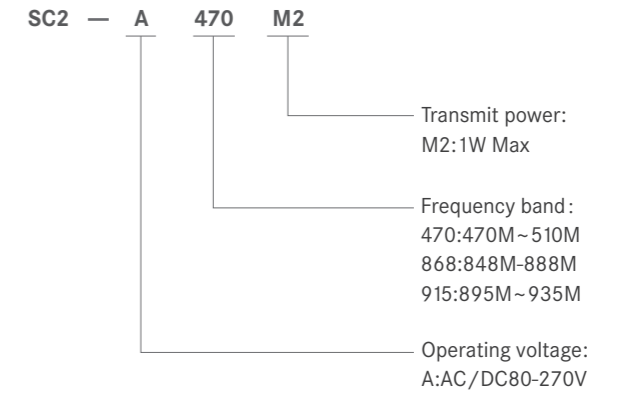 SC2 — A 470 M2
Transmit power:
M2:1W Max
Frequency band:
470:470M~510M
868:848M-888M
915:895M~935M
Operating voltage:
A:AC/DC80-270V